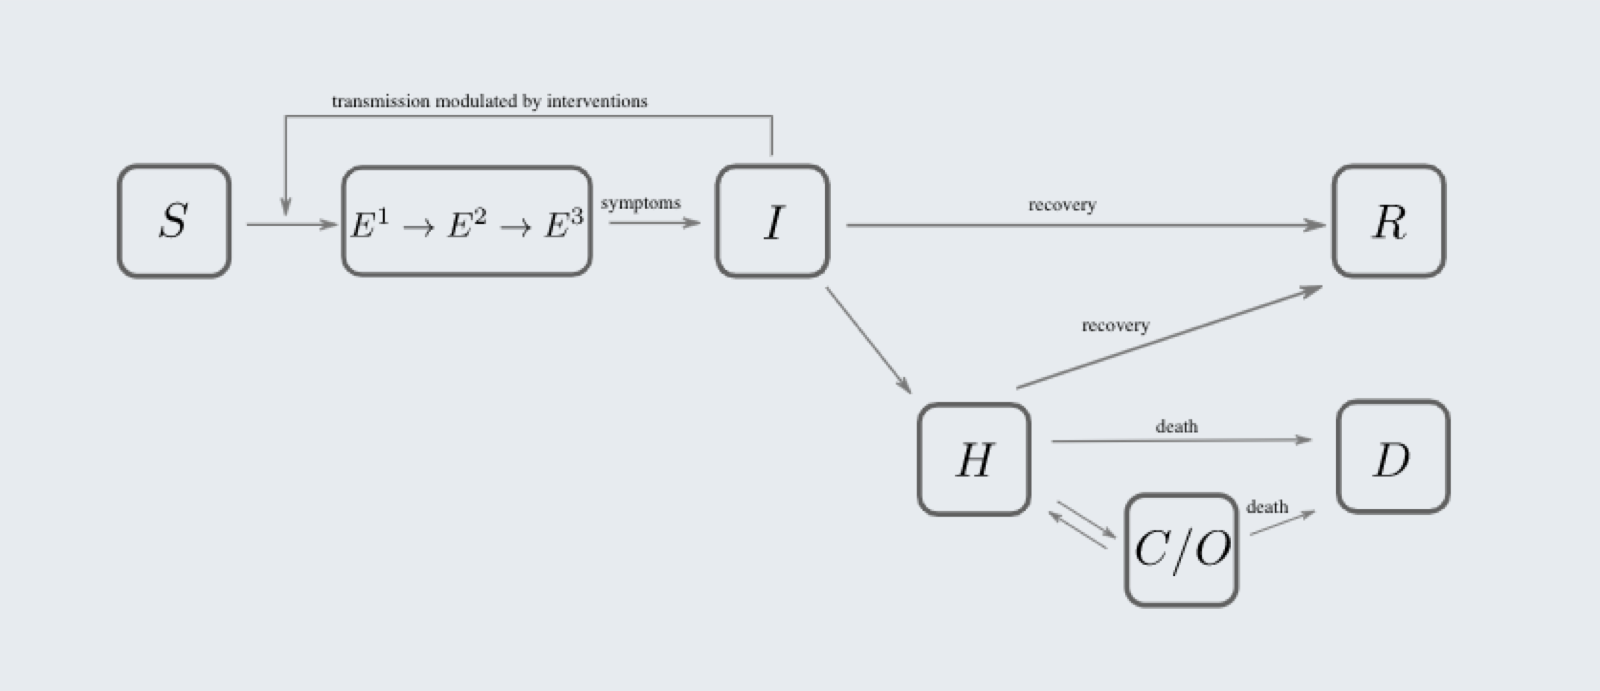 transmission modulated by interventions
S
E¹ → E² → E³
symptoms
I
recovery
R
recovery
H
death
D
C/O
death